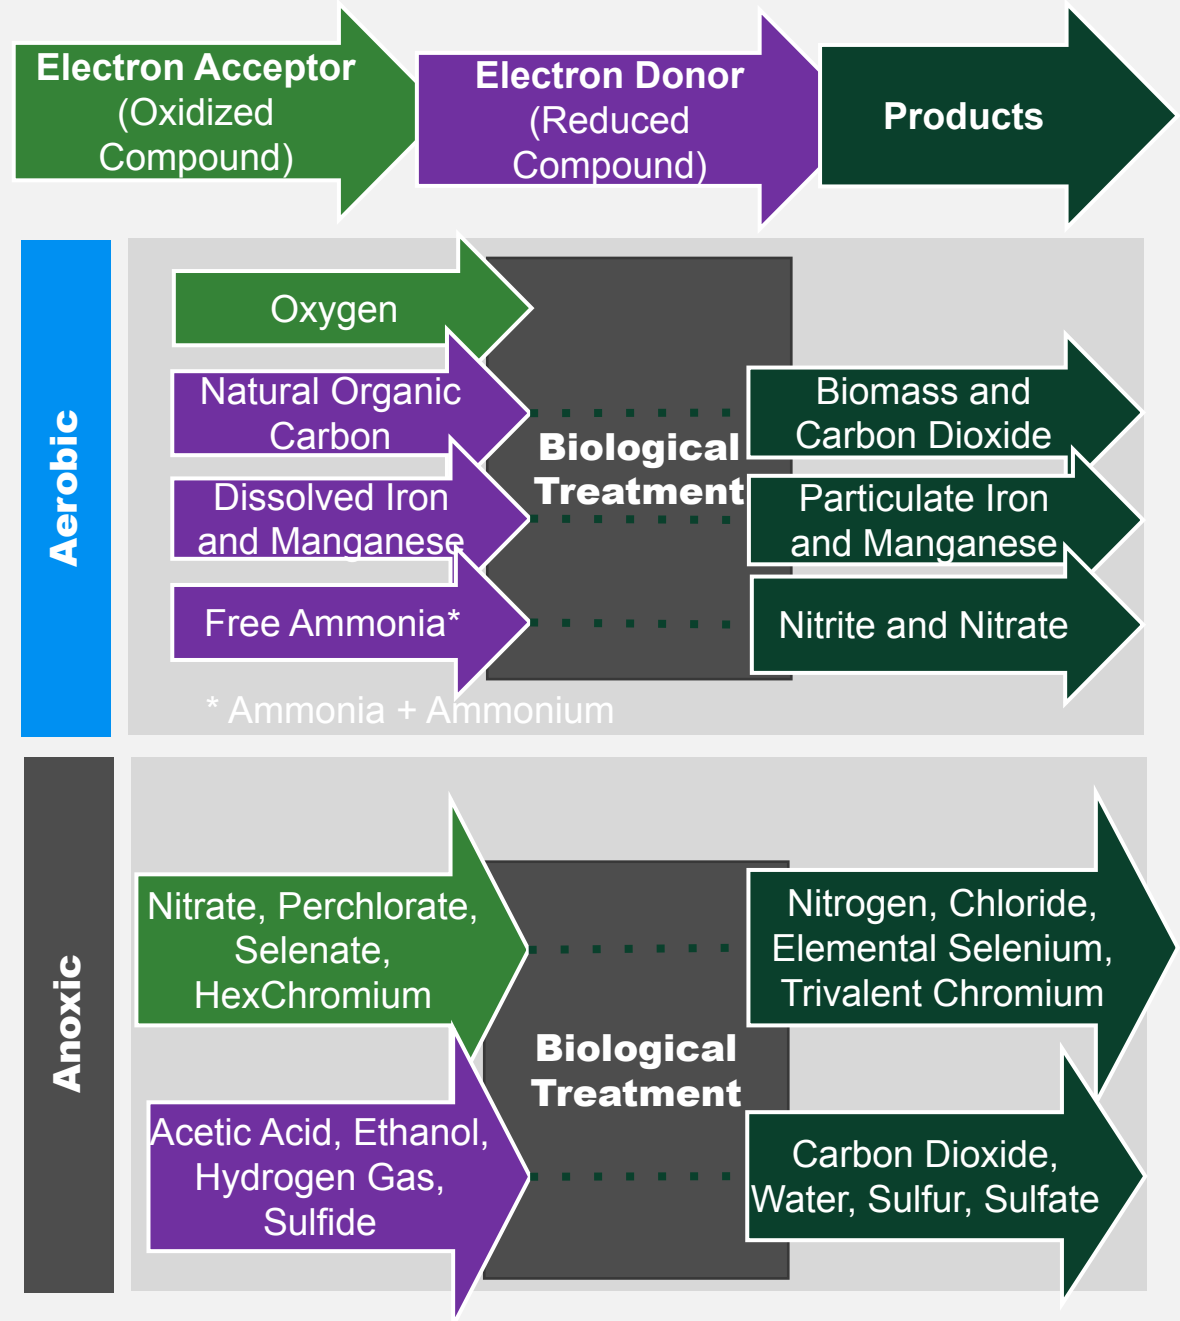 Electron Acceptor
(Oxidized
Compound)
Electron Donor
(Reduced
Compound)
Products
Aerobic
Oxygen
Natural Organic
Carbon
Dissolved Iron
and Manganese
Free Ammonia*
* Ammonia + Ammonium
Biological
Treatment
Biomass and
Carbon Dioxide
Particulate Iron
and Manganese
Nitrite and Nitrate
Anoxic
Nitrate, Perchlorate,
Selenate,
HexChromium
Acetic Acid, Ethanol,
Hydrogen Gas,
Sulfide
Biological
Treatment
Nitrogen, Chloride,
Elemental Selenium,
Trivalent Chromium
Carbon Dioxide,
Water, Sulfur, Sulfate